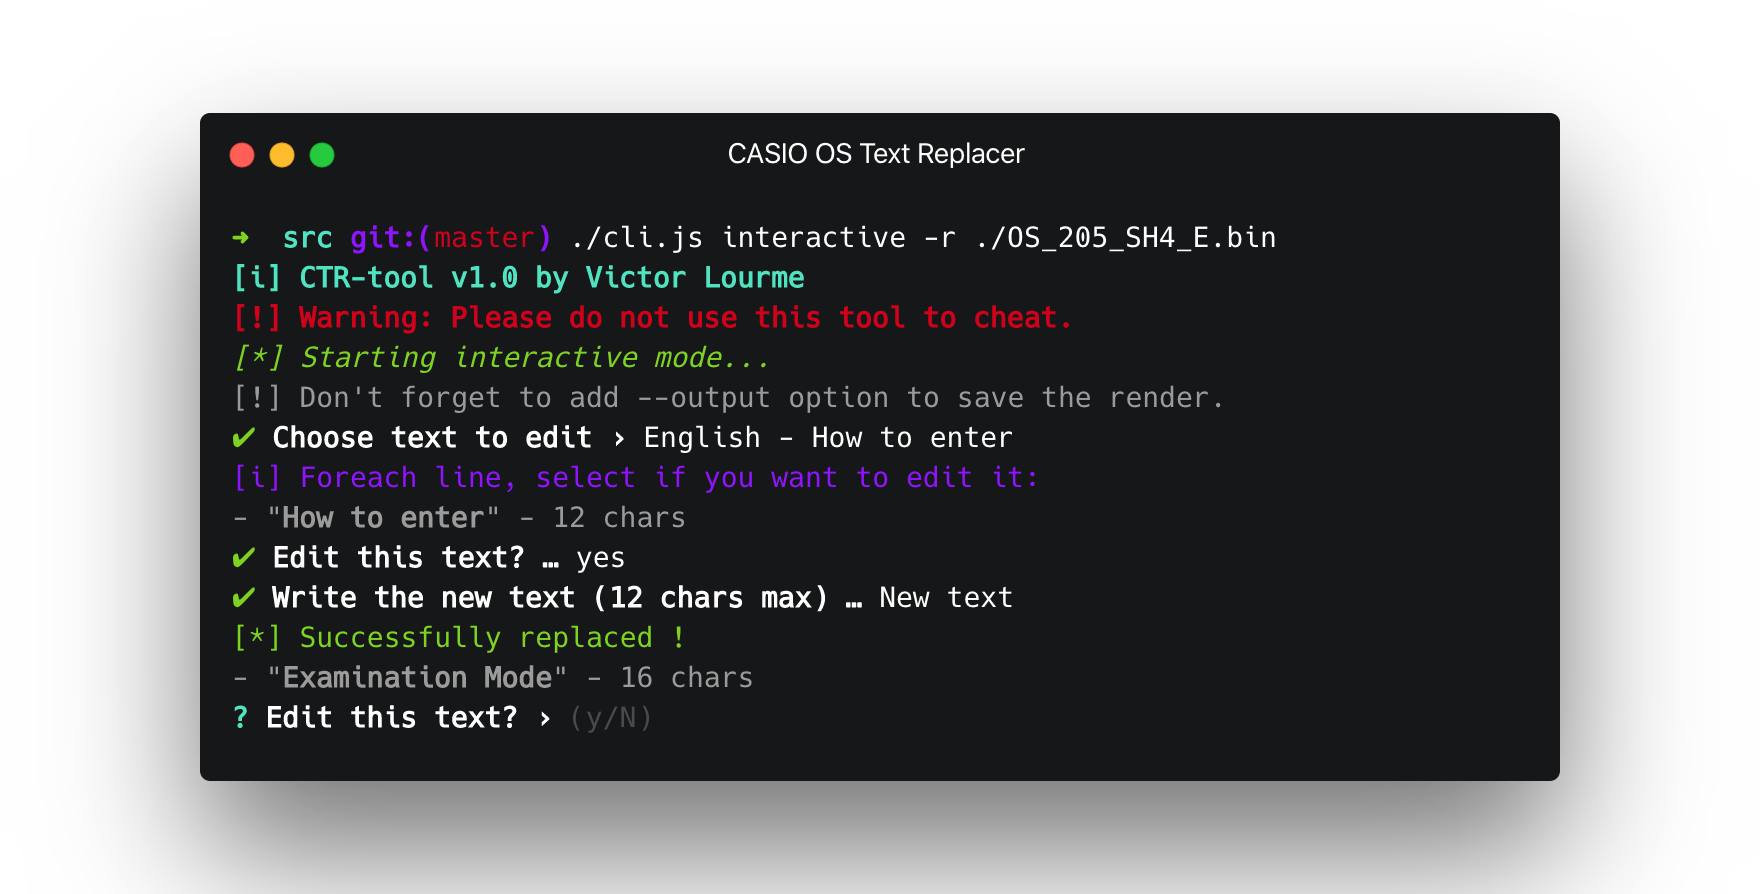 CASIO OS Text Replacer
➜  src git:(master) ./cli.js interactive -r ./OS_205_SH4_E.bin
[i] CTR-tool v1.0 by Victor Lourme
[!] Warning: Please do not use this tool to cheat.
[*] Starting interactive mode...
[!] Don't forget to add --output option to save the render.
✔ Choose text to edit › English - How to enter
[i] Foreach line, select if you want to edit it:
- "How to enter" - 12 chars
✔ Edit this text? … yes
✔ Write the new text (12 chars max) … New text
[*] Successfully replaced !
- "Examination Mode" - 16 chars
? Edit this text? › (y/N)